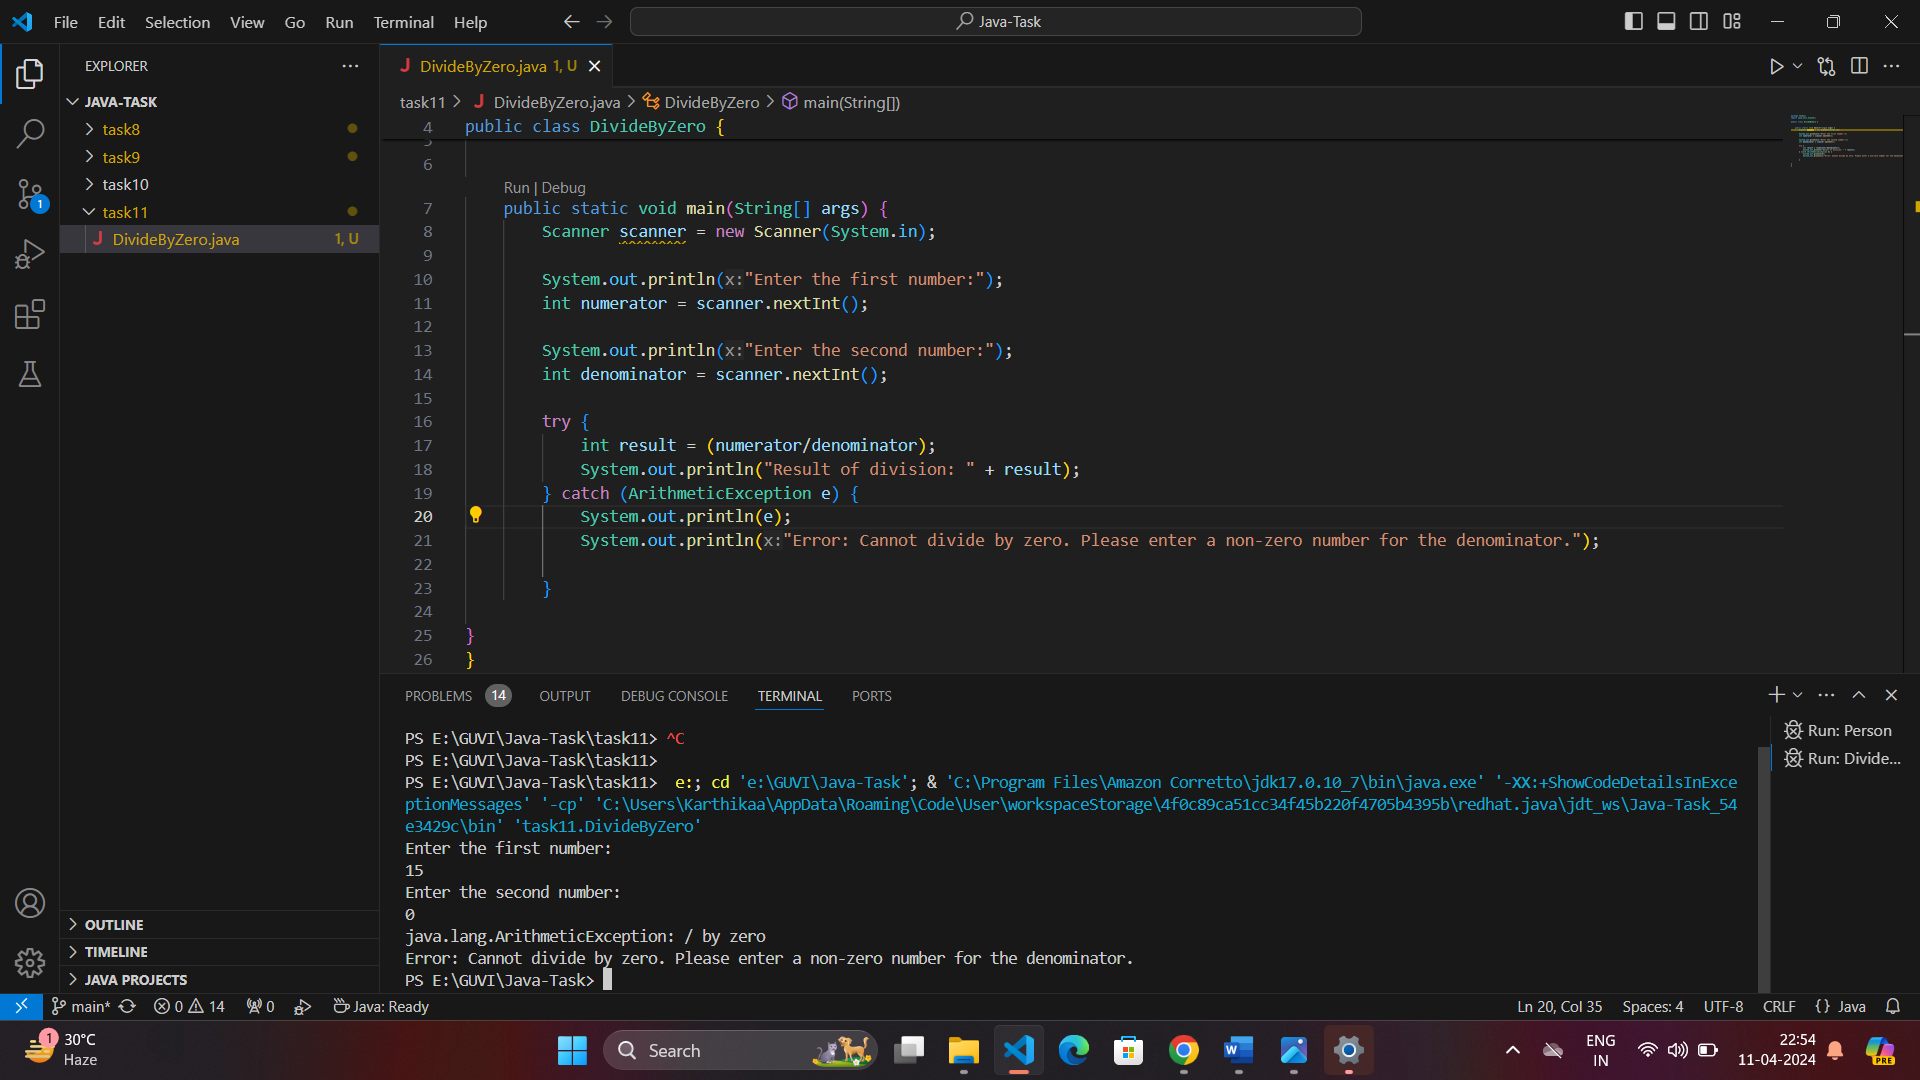 File Edit Selection View Go Run Terminal Help
Java-Task
EXPLORER
JAVA-TASK
task8
task9
task10
task11
DivideByZero.java 1, U
1
DivideByZero.java 1, U
task11 > DivideByZero.java > DivideByZero > main(String[])
4 public class DivideByZero {
5
6
Run | Debug
7 public static void main(String[] args) {
8 Scanner scanner = new Scanner(System.in);
9
10 System.out.println(x:"Enter the first number:");
11 int numerator = scanner.nextInt();
12
13 System.out.println(x:"Enter the second number:");
14 int denominator = scanner.nextInt();
15
16 try {
17 int result = (numerator/denominator);
18 System.out.println("Result of division: " + result);
19 } catch (ArithmeticException e) {
20 System.out.println(e);
21 System.out.println(x:"Error: Cannot divide by zero. Please enter a non-zero number for the denominator.");
22
23 }
24
25 }
26 }
PROBLEMS 14 OUTPUT DEBUG CONSOLE TERMINAL PORTS
PS E:\GUVI\Java-Task\task11> ^C
PS E:\GUVI\Java-Task\task11>
PS E:\GUVI\Java-Task\task11> e:; cd 'e:\GUVI\Java-Task'; & 'C:\Program Files\Amazon Corretto\jdk17.0.10_7\bin\java.exe' '-XX:+ShowCodeDetailsInExce
ptionMessages' '-cp' 'C:\Users\Karthikaa\AppData\Roaming\Code\User\workspaceStorage\4f0c89ca51cc34f45b220f4705b4395b\redhat.java\jdt_ws\Java-Task_54
e3429c\bin' 'task11.DivideByZero'
Enter the first number:
15
Enter the second number:
0
java.lang.ArithmeticException: / by zero
Error: Cannot divide by zero. Please enter a non-zero number for the denominator.
PS E:\GUVI\Java-Task>
Run: Person
Run: Divide...
OUTLINE
TIMELINE
JAVA PROJECTS
main* 0 14 0 Java: Ready
Ln 20, Col 35 Spaces: 4 UTF-8 CRLF {} Java
1
30°C
Haze
Search
ENG
IN
22:54
11-04-2024
PRE